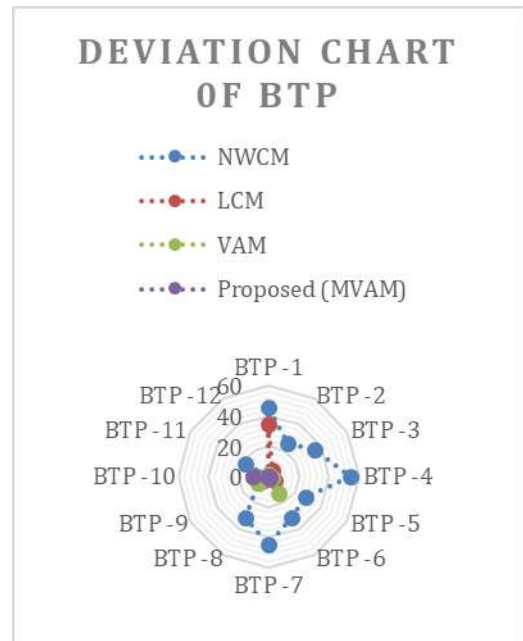 DEVIATION CHART
0F BTP
NWCM
LCM
VAM
Proposed (MVAM)
BTP -1
BTP -2
BTP -3
BTP -4
BTP -5
BTP -6
BTP -7
BTP -8
BTP -9
BTP -10
BTP -11
BTP -12
60
40
20
0